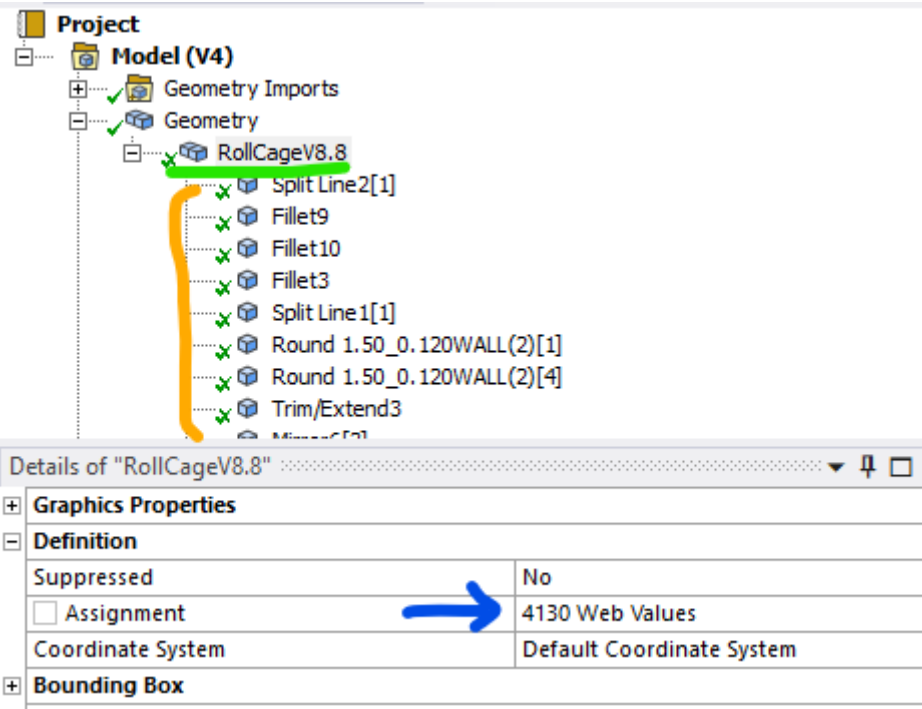 Project
Model (V4)
Geometry Imports
Geometry
RollCageV8.8
Split Line2[1]
Fillet9
Fillet10
Fillet3
Split Line1[1]
Round 1.50_0.120WALL(2)[1]
Round 1.50_0.120WALL(2)[4]
Trim/Extend3
Details of "RollCageV8.8"
Graphics Properties
Definition
Suppressed No
Assignment 4130 Web Values
Coordinate System Default Coordinate System
Bounding Box